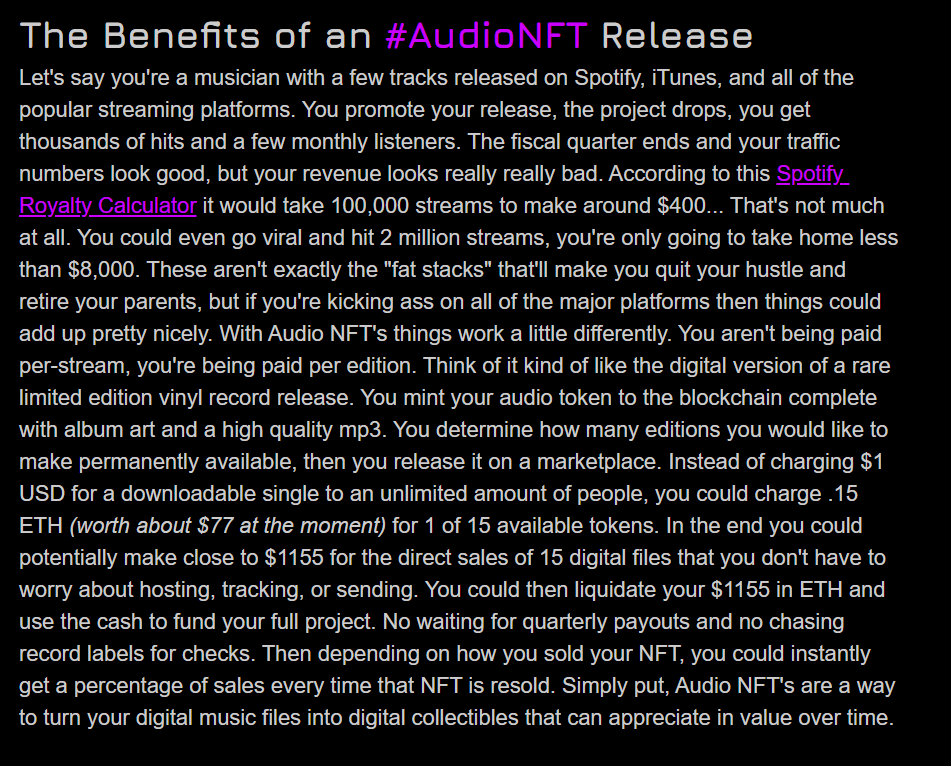 The Benefits of an #AudioNFT Release
Let's say you're a musician with a few tracks released on Spotify, iTunes, and all of the
popular streaming platforms. You promote your release, the project drops, you get
thousands of hits and a few monthly listeners. The fiscal quarter ends and your traffic
numbers look good, but your revenue looks really really bad. According to this Spotify
Royalty Calculator it would take 100,000 streams to make around $400... That's not much
at all. You could even go viral and hit 2 million streams, you're only going to take home less
than $8,000. These aren't exactly the "fat stacks" that'll make you quit your hustle and
retire your parents, but if you're kicking ass on all of the major platforms then things could
add up pretty nicely. With Audio NFT's things work a little differently. You aren't being paid
per-stream, you're being paid per edition. Think of it kind of like the digital version of a rare
limited edition vinyl record release. You mint your audio token to the blockchain complete
with album art and a high quality mp3. You determine how many editions you would like to
make permanently available, then you release it on a marketplace. Instead of charging $1
USD for a downloadable single to an unlimited amount of people, you could charge .15
ETH (worth about $77 at the moment) for 1 of 15 available tokens. In the end you could
potentially make close to $1155 for the direct sales of 15 digital files that you don't have to
worry about hosting, tracking, or sending. You could then liquidate your $1155 in ETH and
use the cash to fund your full project. No waiting for quarterly payouts and no chasing
record labels for checks. Then depending on how you sold your NFT, you could instantly
get a percentage of sales every time that NFT is resold. Simply put, Audio NFT's are a way
to turn your digital music files into digital collectibles that can appreciate in value over time.